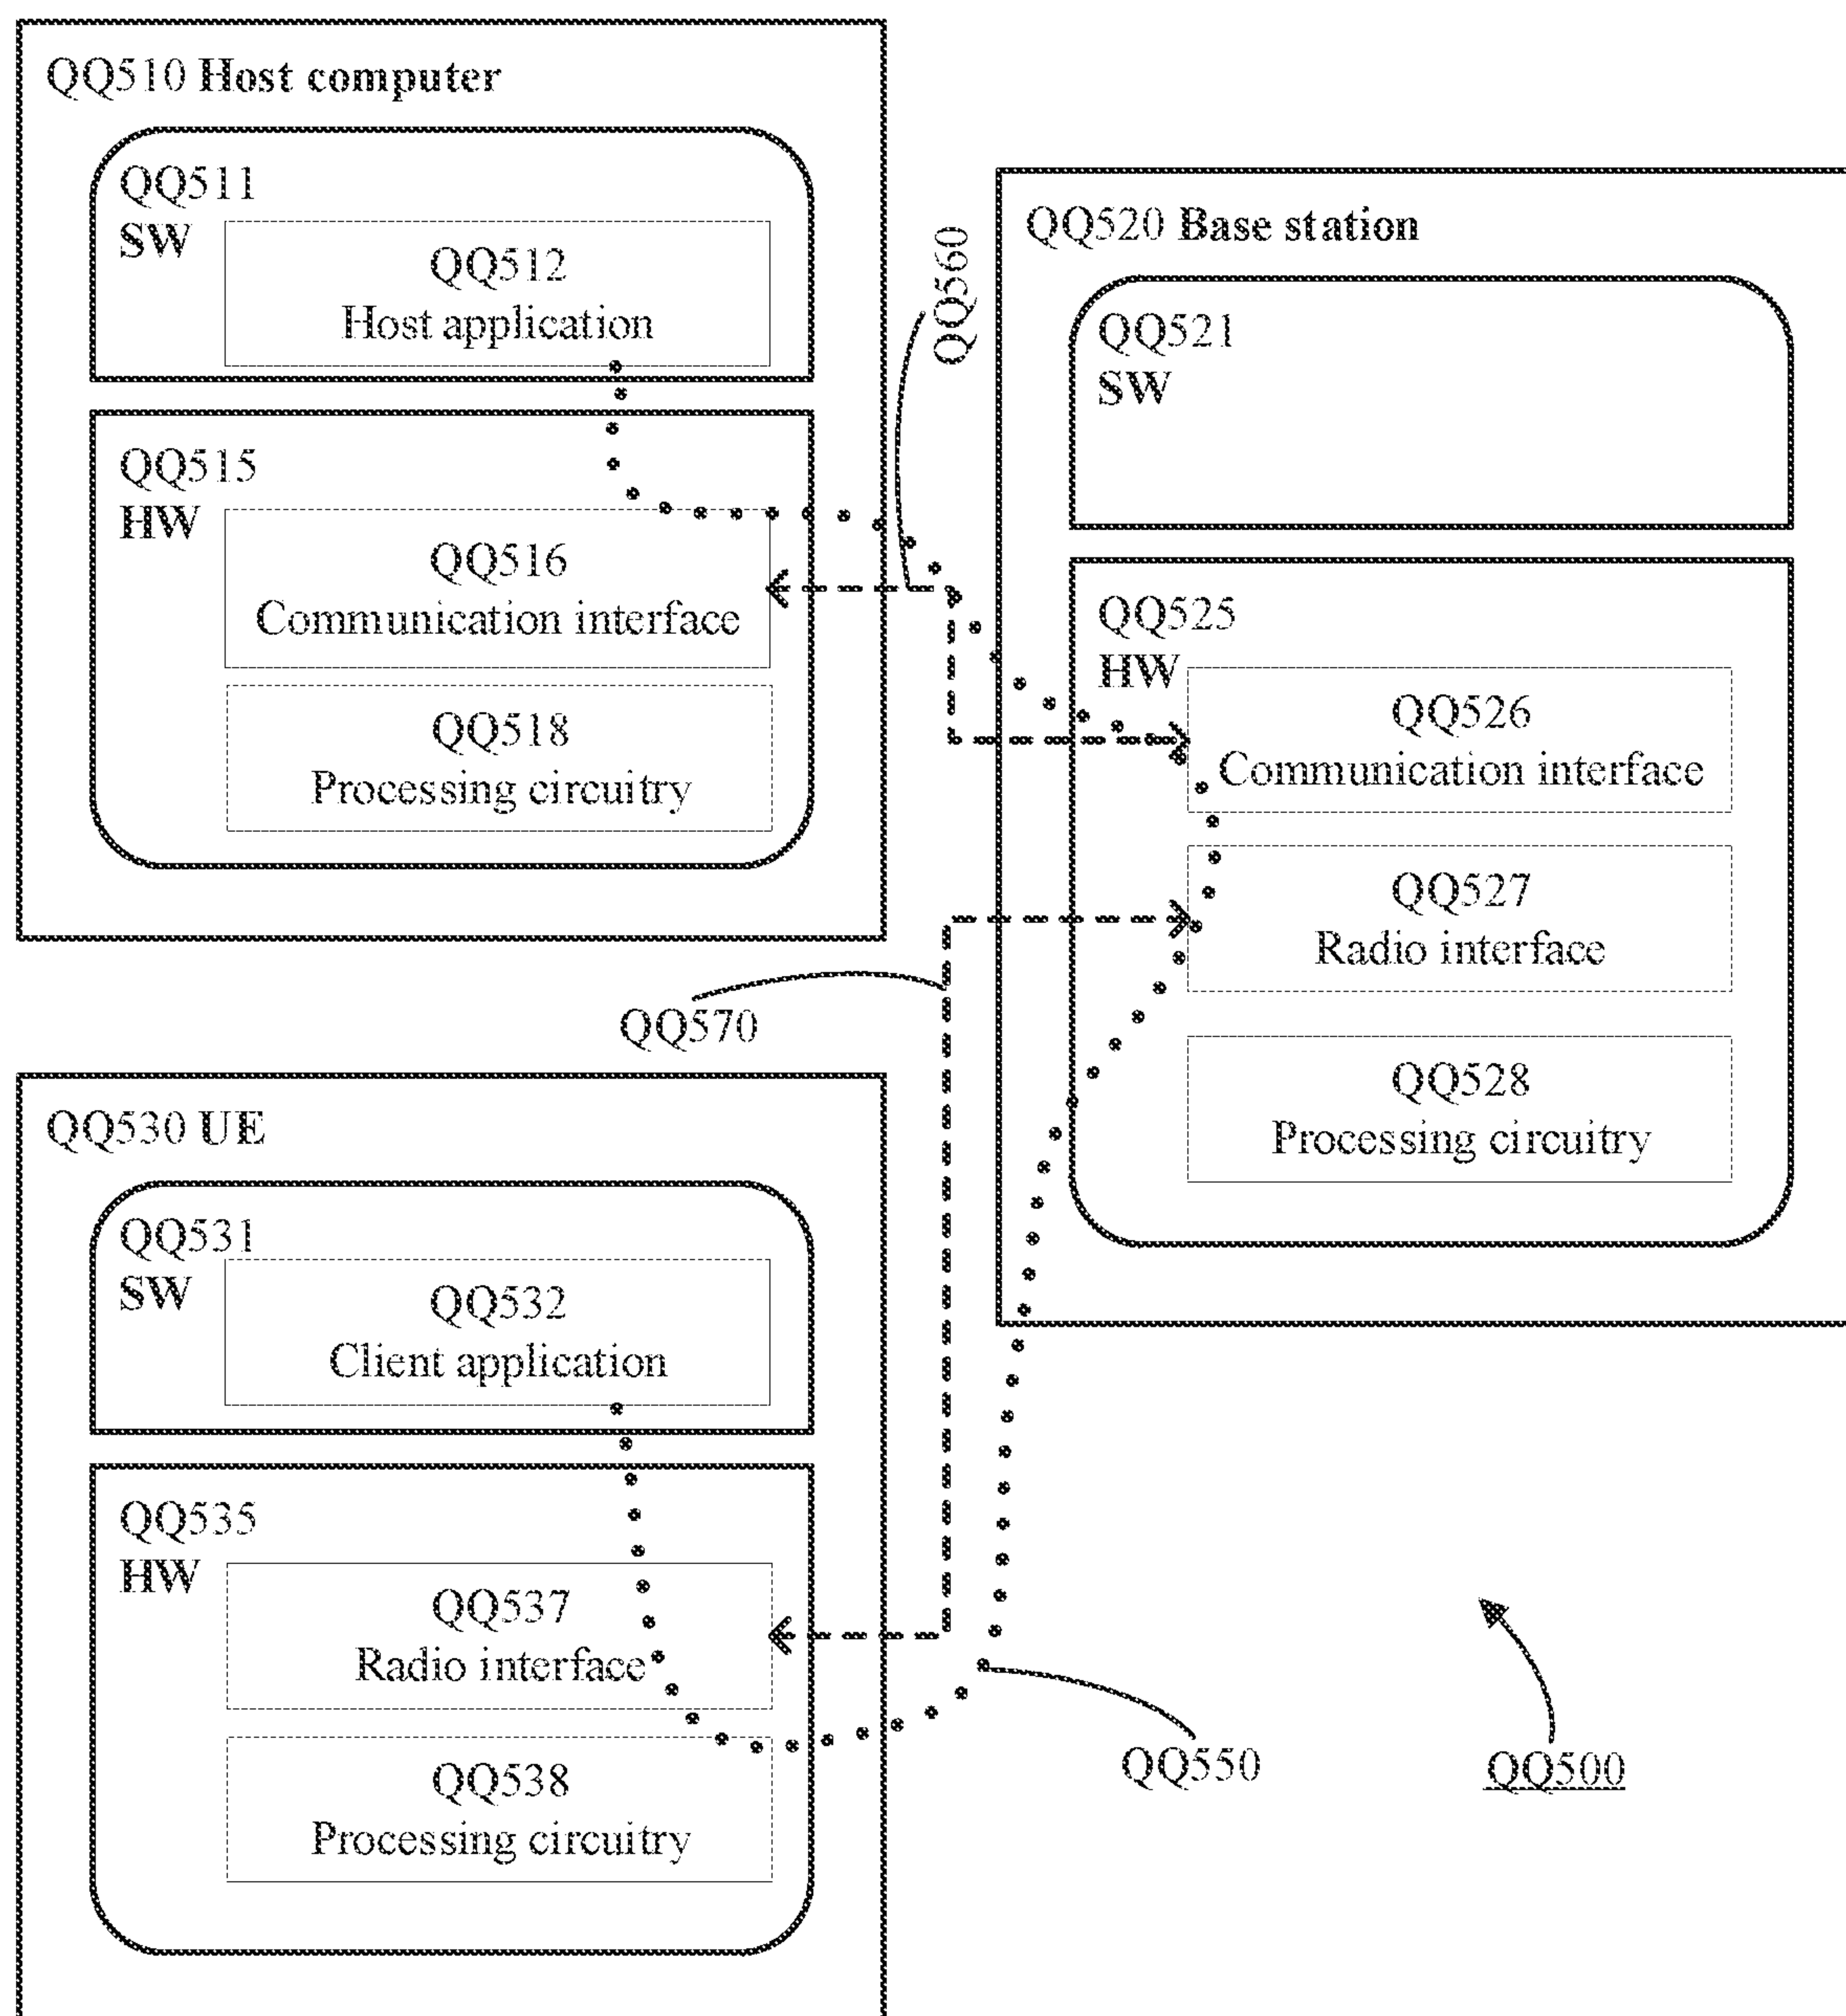 QQ510 Host computer
QQ511
SW
QQ512
Host application
QQ515
HW
QQ516
Communication interface
QQ518
Processing circuitry
QQ560
QQ520 Base station
QQ521
SW
QQ525
HW
QQ526
Communication interface
QQ527
Radio interface
QQ528
Processing circuitry
QQ570
QQ530 UE
QQ531
SW
QQ532
Client application
QQ535
HW
QQ537
Radio interface
QQ538
Processing circuitry
QQ550
QQ500